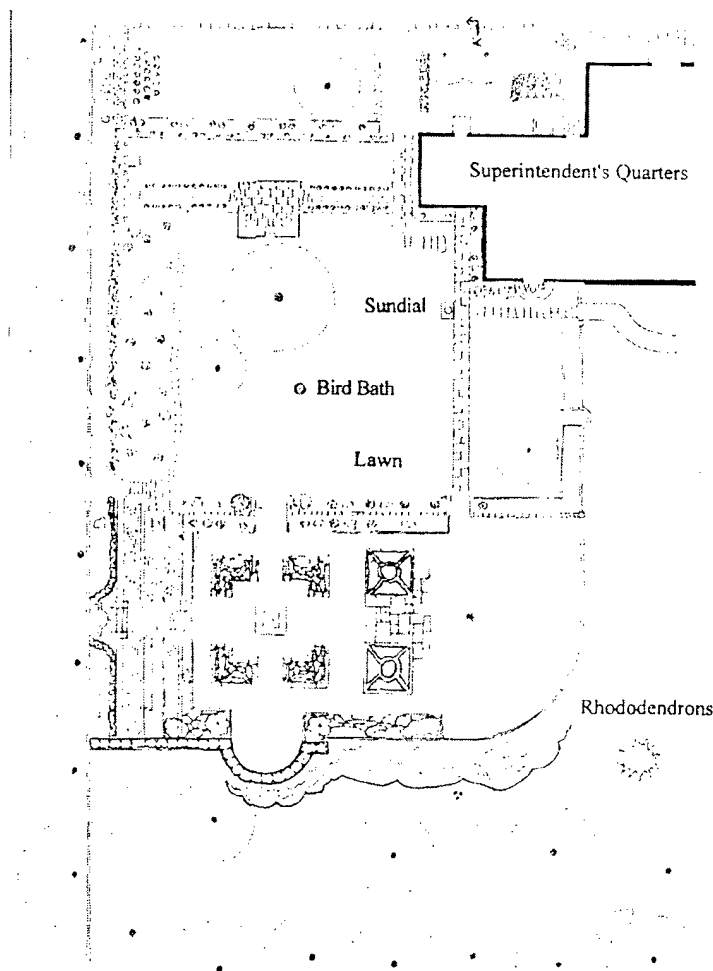 Superintendent's Quarters
Sundial
Bird Bath
Lawn
Rhododendrons